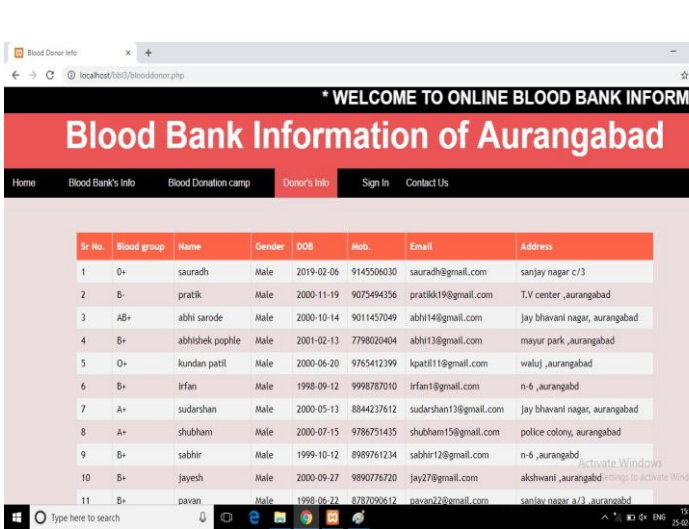 Blood Donor Info
localhost/bbl3/blooddonor.php
* WELCOME TO ONLINE BLOOD BANK INFORM
Blood Bank Information of Aurangabad
Home Blood Bank's Info Blood Donation camp Donor's Info Sign In Contact Us
Sr No. Blood group Name Gender DOB Mob. Email Address
1 0+ sauradh Male 2019-02-06 9145506030 sauradh@gmail.com sanjay nagar c/3
2 B- pratik Male 2000-11-19 9075494356 pratikk19@gmail.com T.V center ,aurangabad
3 AB+ abhi sarode Male 2000-10-14 9011457049 abhi14@gmail.com jay bhavani nagar, aurangabad
4 B+ abhishek pophle Male 2001-02-13 7798020404 abhi13@gmail.com mayur park ,aurangabad
5 O+ kundan patil Male 2000-06-20 9765412399 kpatil11@gmail.com waluj ,aurangabad
6 B+ irfan Male 1998-09-12 9998787010 irfan1@gmail.com n-6 ,aurangabd
7 A+ sudarshan Male 2000-05-13 8844237612 sudarshan13@gmail.com jay bhavani nagar, aurangabad
8 A+ shubham Male 2000-07-15 9786751435 shubham15@gmail.com police colony, aurangabad
9 B+ sabhir Male 1999-10-12 8989761234 sabhir12@gmail.com n-6 ,aurangabd
Activate Windows
10 B+ jayesh Male 2000-09-27 9890776720 jay27@gmail.com akshwani ,aurangabd
settings to activate Wind
11 B+ pavan Male 1998-06-22 8787090612 pavan22@gmail.com sanjay nagar a/3 ,aurangabd
Type here to search ENG 15
25-03